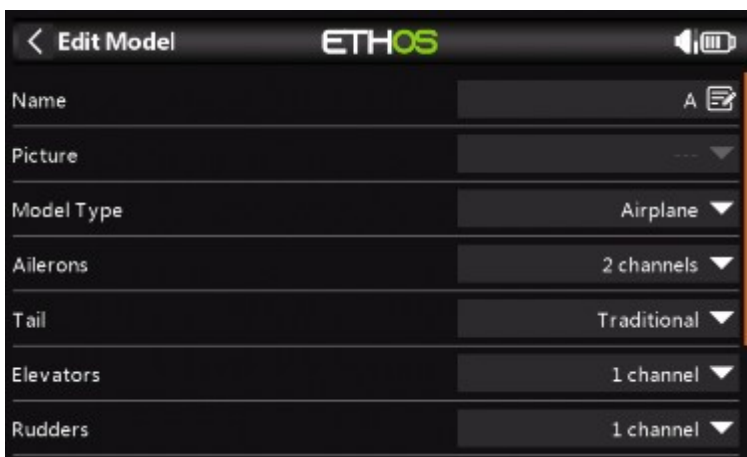 Edit Model ETHOS
Name A
Picture ---
Model Type Airplane
Ailerons 2 channels
Tail Traditional
Elevators 1 channel
Rudders 1 channel